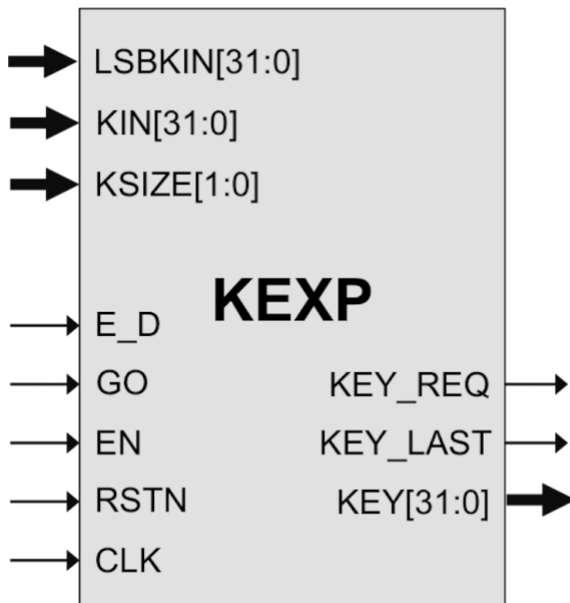 LSBKIN[31:0]
KIN[31:0]
KSIZE[1:0]
KEXP
E_D
GO
KEY_REQ
EN
KEY_LAST
RSTN
KEY[31:0]
CLK